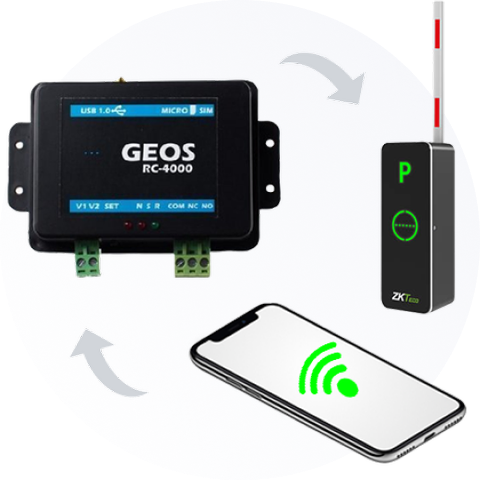 USB 1.0
MICRO SIM
GEOS
RC-4000
V1 V2 SET N S R COM NC NO
P
ZKTeco